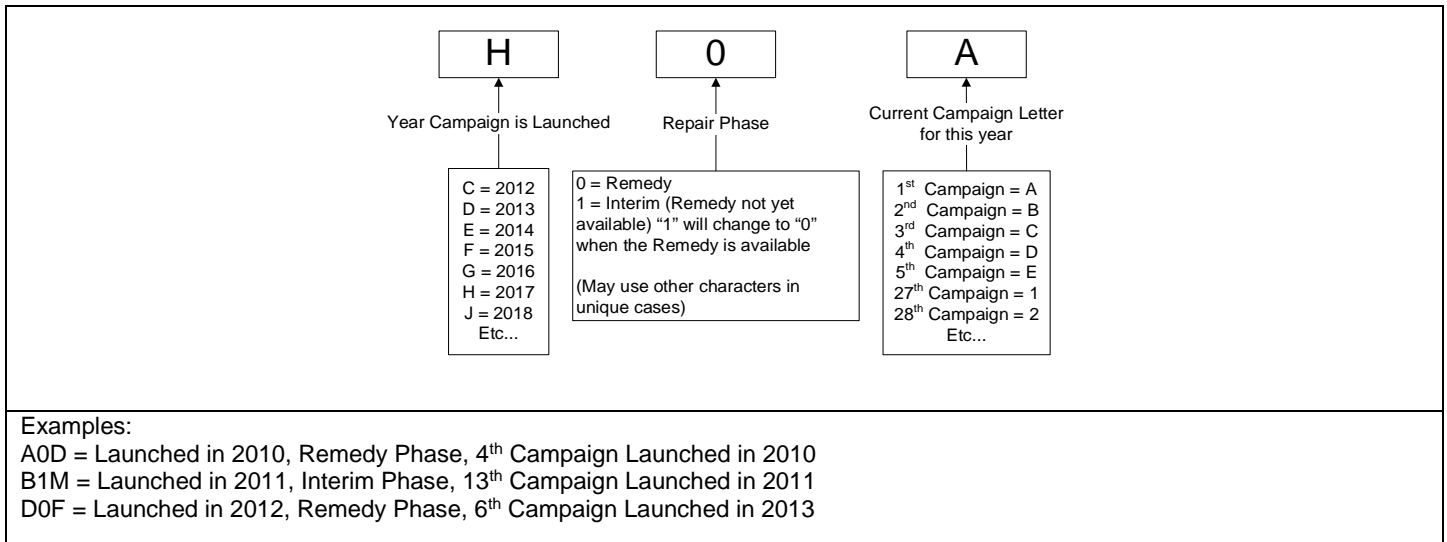 H
0
A
Year Campaign is Launched
Repair Phase
Current Campaign Letter
for this year
C = 2012
D = 2013
E = 2014
F = 2015
G = 2016
H = 2017
J = 2018
Etc...
0 = Remedy
1 = Interim (Remedy not yet
available) “1” will change to “0”
when the Remedy is available
(May use other characters in
unique cases)
1st Campaign = A
2nd Campaign = B
3rd Campaign = C
4th Campaign = D
5th Campaign = E
27th Campaign = 1
28th Campaign = 2
Etc...
Examples:
A0D = Launched in 2010, Remedy Phase, 4th Campaign Launched in 2010
B1M = Launched in 2011, Interim Phase, 13th Campaign Launched in 2011
D0F = Launched in 2012, Remedy Phase, 6th Campaign Launched in 2013